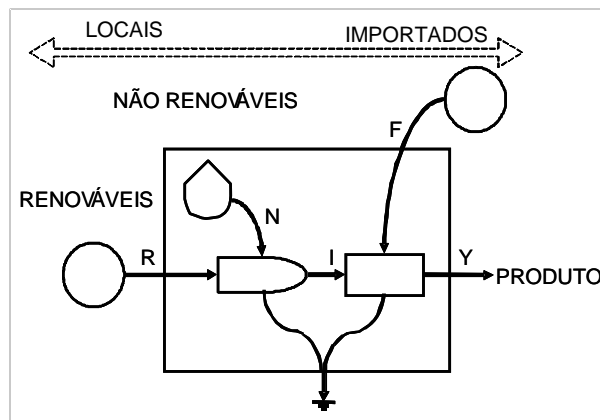 LOCAIS
IMPORTADOS
NÃO RENOVÁVEIS
F
RENOVÁVEIS
N
R
I
Y
PRODUTO